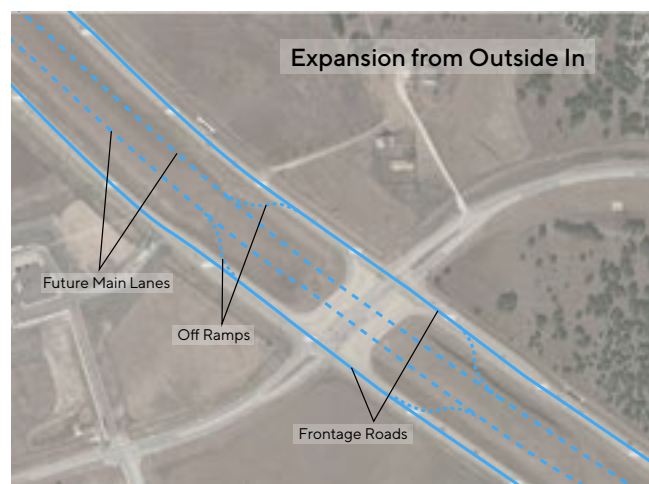 Expansion from Outside In
Future Main Lanes
Off Ramps
Frontage Roads